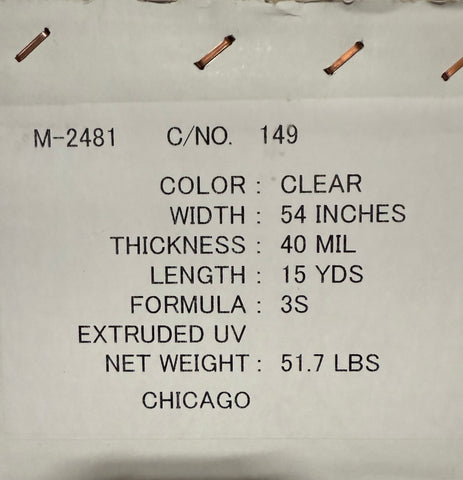 M-2481 C/NO. 149
COLOR : CLEAR
WIDTH : 54 INCHES
THICKNESS : 40 MIL
LENGTH : 15 YDS
FORMULA : 3S
EXTRUDED UV
NET WEIGHT : 51.7 LBS
CHICAGO